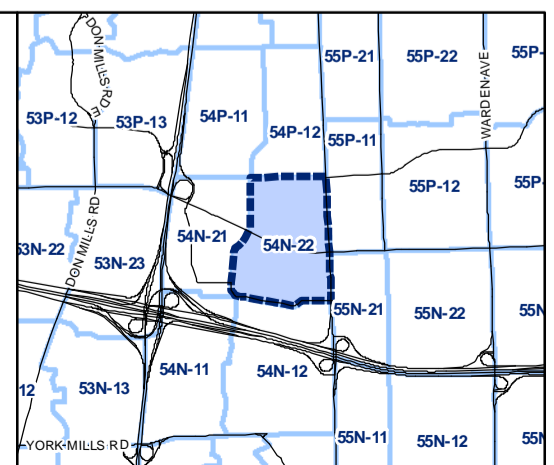 DON MILLS RD E
55P-21
55P-22
55P-
WARDEN AVE
53P-12
53P-13
54P-11
54P-12
55P-11
55P-12
55P-
53N-22
DON MILLS RD
53N-23
54N-21
54N-22
55N-21
55N-22
55N
12
53N-13
54N-11
54N-12
YORK MILLS RD
55N-11
55N-12
55N